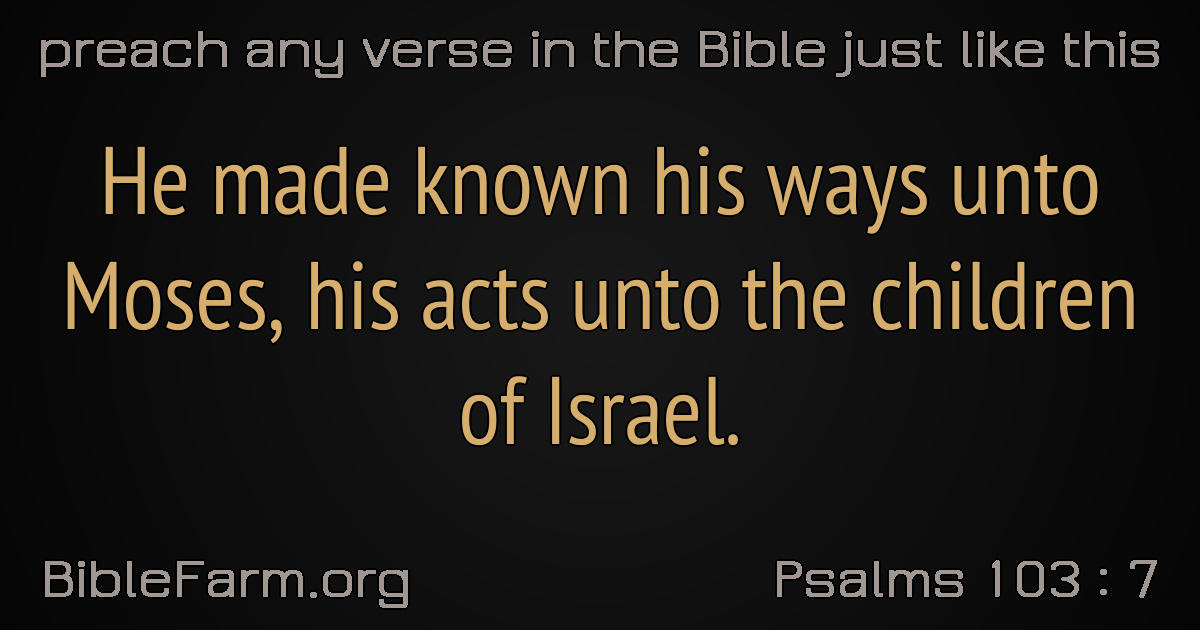 preach any verse in the Bible just like this
He made known his ways unto
Moses, his acts unto the children
of Israel.
BibleFarm.org
Psalms 103 : 7